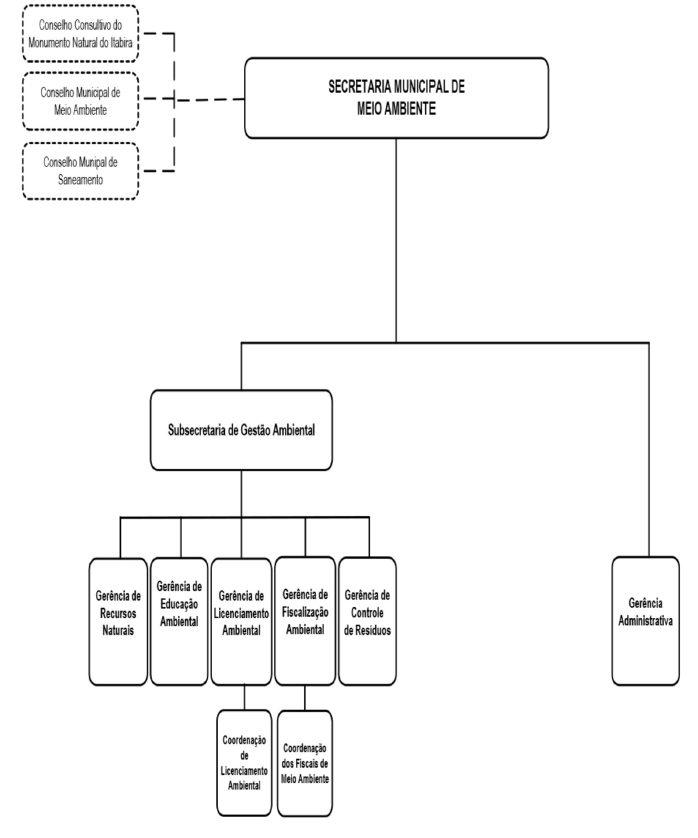 Conselho Consultivo do
Monumento Natural do Itabira
Conselho Municipal de
Meio Ambiente
Conselho Munipal de
Saneamento
SECRETARIA MUNICIPAL DE
MEIO AMBIENTE
Subsecretaria de Gestão Ambiental
Gerência de
Recursos
Naturais
Gerência de
Educação
Ambiental
Gerência de
Licenciamento
Ambiental
Gerência de
Fiscalização
Ambiental
Gerência de
Controle
de Resíduos
Gerência
Administrativa
Coordenação
de
Licenciamento
Ambiental
Coordenação
dos Fiscais de
Meio Ambiente